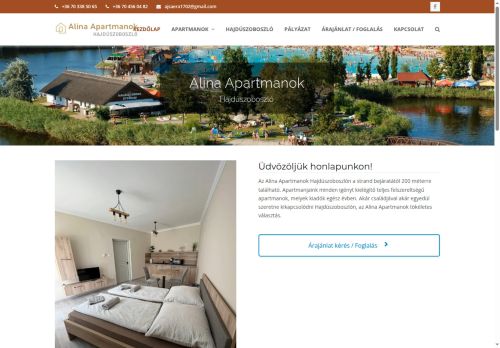 +36 70 338 50 65 +36 70 456 04 82 ajsaera1702@gmail.com
Alina Apartmanok
HAJDÚSZOBOSZLÓ
KEZDŐLAP APARTMANOK HAJDÚSZOBOSZLÓ PÁLYÁZAT ÁRAJÁNLAT / FOGLALÁS KAPCSOLAT
Alina Apartmanok
Hajdúszoboszló
Üdvözöljük honlapunkon!
Az Alina Apartmanok Hajdúszoboszlón a strand bejáratától 200 méterre
található. Apartmanjaink minden igényt kielégítő teljes felszereltségű
apartmanok, melyek kiadók egész évben. Akár családjával akár egyedül
szeretne kikapcsolódni Hajdúszoboszlón, az Alina Apartmanok tökéletes
választás.
Árajánlat kérés / Foglalás